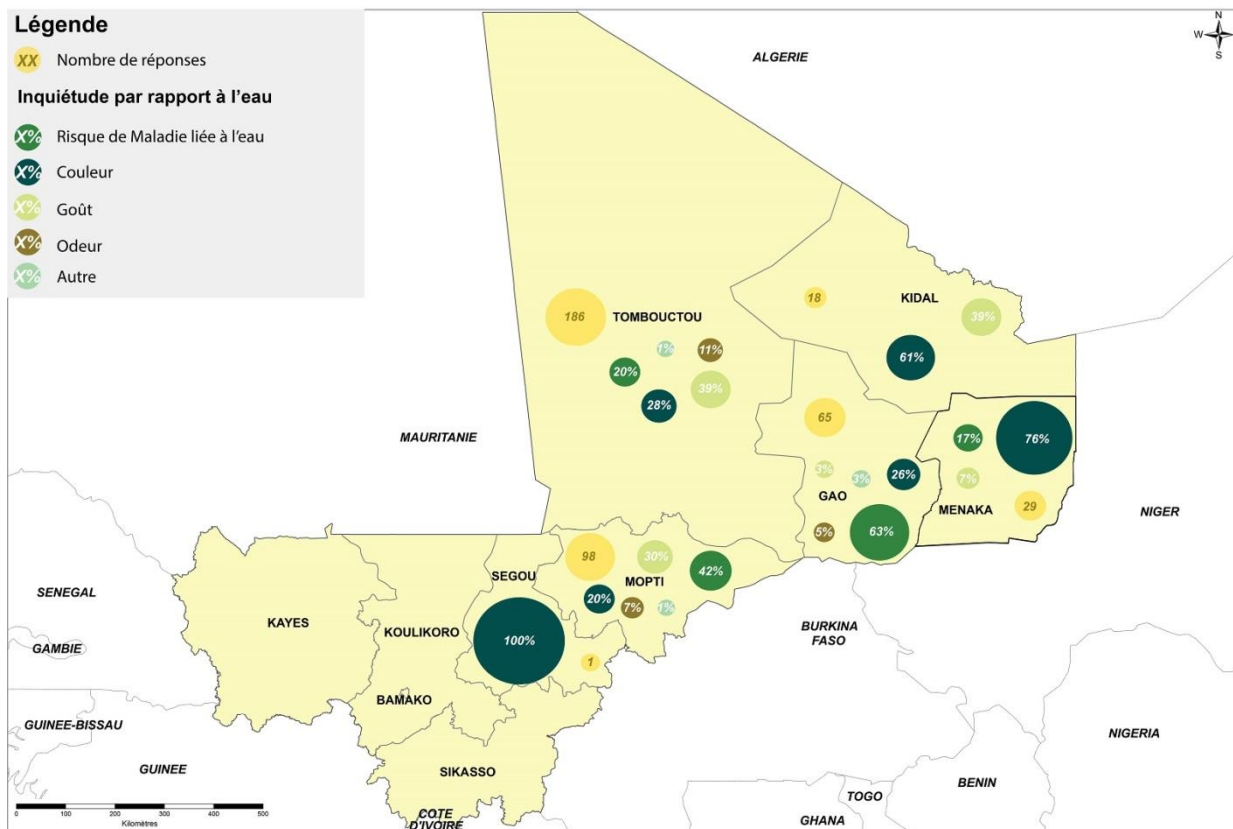 Légende
XX Nombre de réponses
Inquiétude par rapport à l'eau
X% Risque de Maladie liée à l'eau
X% Couleur
X% Goût
X% Odeur
X% Autre
N
W E
S
ALGERIE
18
KIDAL
39%
61%
186
TOMBOUCTOU
1%
11%
20%
39%
28%
MAURITANIE
65
3%
3%
26%
GAO
5%
63%
17%
76%
7%
29
MENAKA
NIGER
SEGOU
98
30%
42%
MOPTI
20%
7%
1%
100%
1
SENEGAL
GAMBIE
KAYES
KOULIKORO
BAMAKO
BURKINA
FASO
GUINEE-BISSAU
GUINEE
SIKASSO
NIGERIA
BENIN
TOGO
GHANA
COTE
D'IVOIRE
0 100 200 300 400 500
Kilomètres